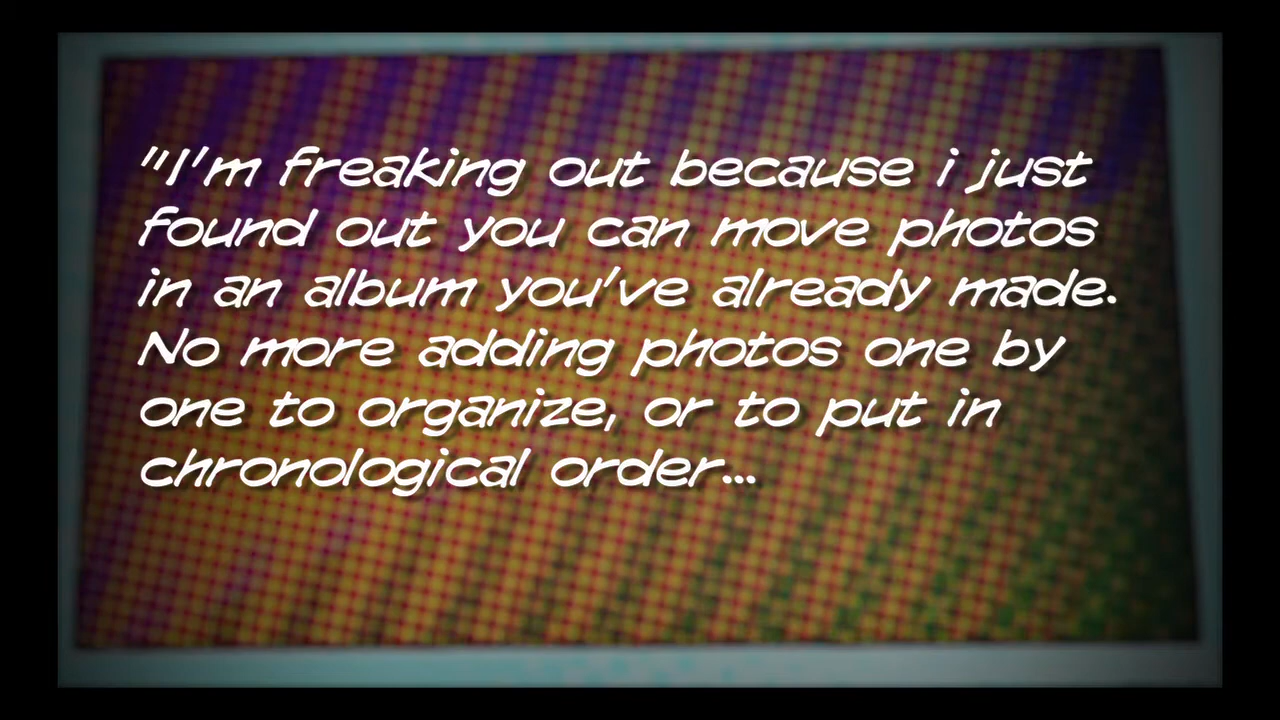 "I'm freaking out because i just
found out you can move photos
in an album you've already made.
No more adding photos one by
one to organize, or to put in
chronological order...